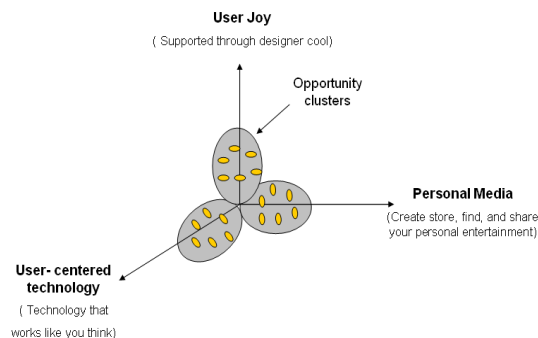 User Joy
( Supported through designer cool)
Opportunity
clusters
Personal Media
(Create store, find, and share
your personal entertainment)
User- centered
technology
( Technology that
works like you think)